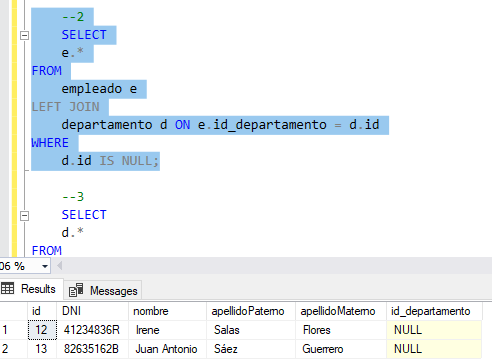 --2
SELECT
e.*
FROM
empleado e
LEFT JOIN
departamento d ON e.id_departamento = d.id
WHERE
d.id IS NULL;
--3
SELECT
d.*
FROM
06 %
Results Messages
id DNI nombre apellidoPaterno apellidoMaterno id_departamento
1 12 41234836R Irene Salas Flores NULL
2 13 82635162B Juan Antonio Sáez Guerrero NULL